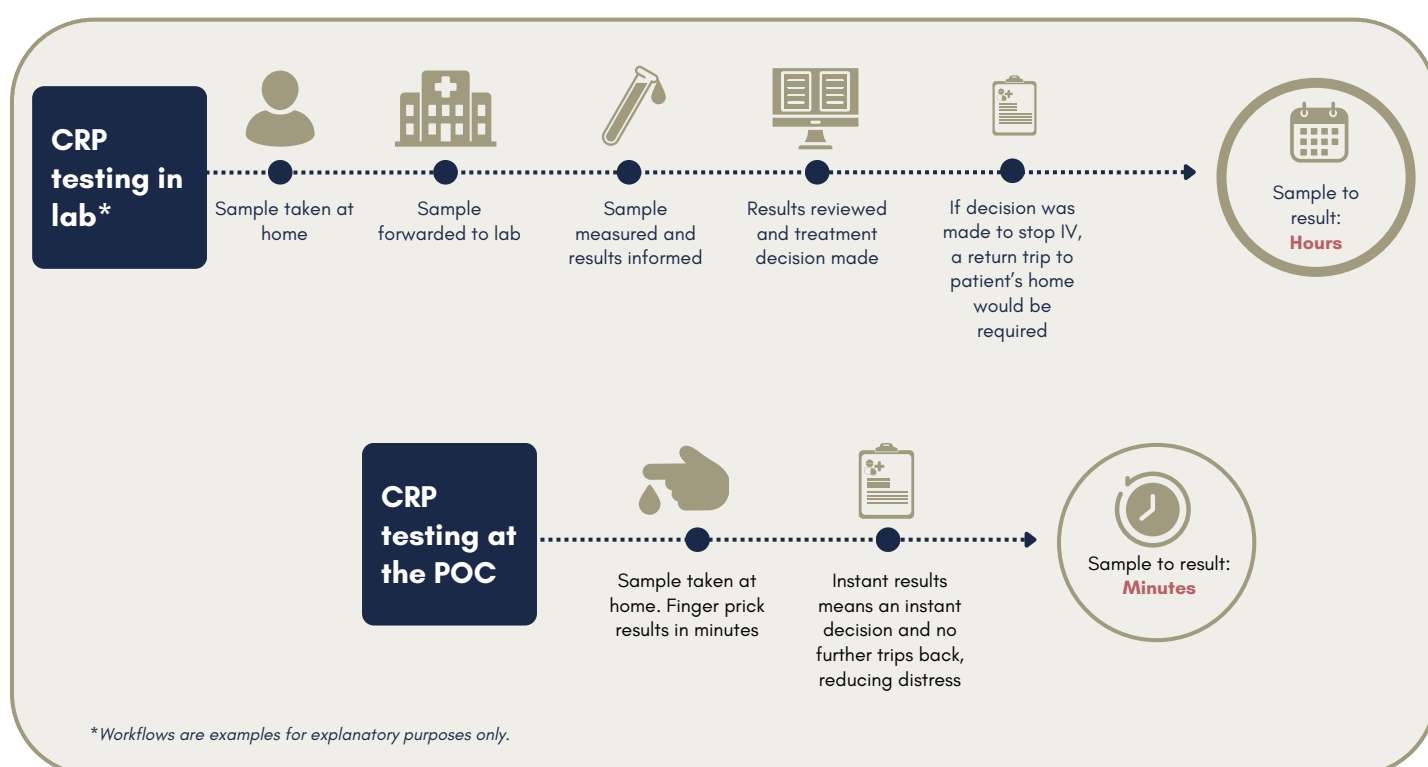 CRP
testing in
lab*
Sample taken at
home
Sample
forwarded to lab
Sample
measured and
results informed
Results reviewed
and treatment
decision made
If decision was
made to stop IV,
a return trip to
patient's home
would be
required
Sample to
result:
Hours
CRP
testing at
the POC
Sample taken at
home. Finger prick
results in minutes
Instant results
means an instant
decision and no
further trips back,
reducing distress
Sample to result:
Minutes
*Workflows are examples for explanatory purposes only.